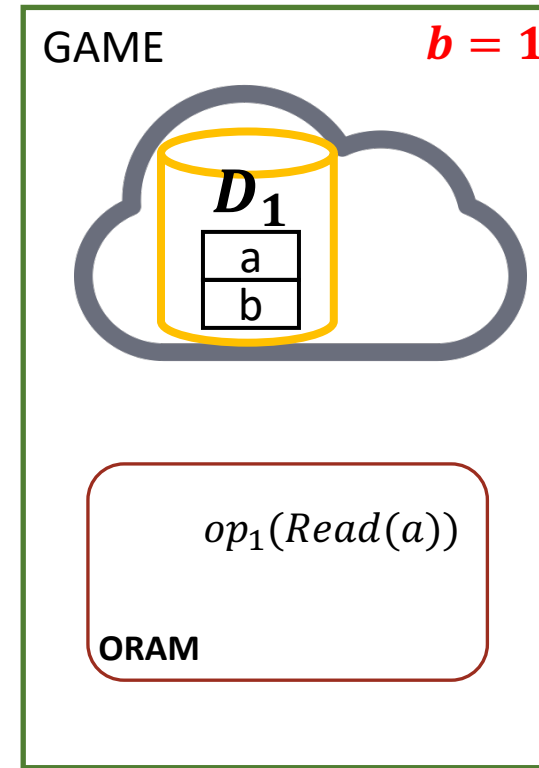 GAME b = 1
D₁
a
b
op₁(Read(a))
ORAM